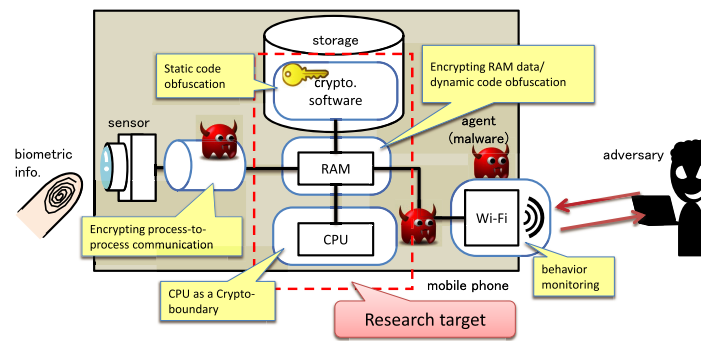 storage
Static code
obfuscation
crypto.
software
Encrypting RAM data/
dynamic code obfuscation
sensor
agent
(malware)
biometric
info.
adversary
RAM
Wi-Fi
Encrypting process-to-
process communication
CPU
behavior
monitoring
CPU as a Crypto-
boundary
mobile phone
Research target